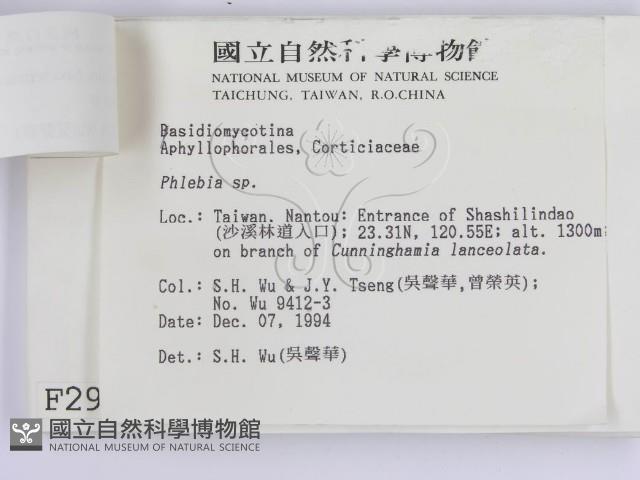 國立自然科學博物館
NATIONAL MUSEUM OF NATURAL SCIENCE
TAICHUNG, TAIWAN, R.O.CHINA
Basidiomycotina
Aphyllophorales, Corticiaceae
Phlebia sp.
Loc.: Taiwan. Nantou: Entrance of Shashilindao
(沙溪林道入口); 23.31N, 120.55E; alt. 1300m;
on branch of Cunninghamia lanceolata.
Col.: S.H. Wu & J.Y. Tseng(吳聲華,曾榮英);
No. Wu 9412-3
Date: Dec. 07, 1994
Det.: S.H. Wu(吳聲華)
F29
國立自然科學博物館
NATIONAL MUSEUM OF NATURAL SCIENCE